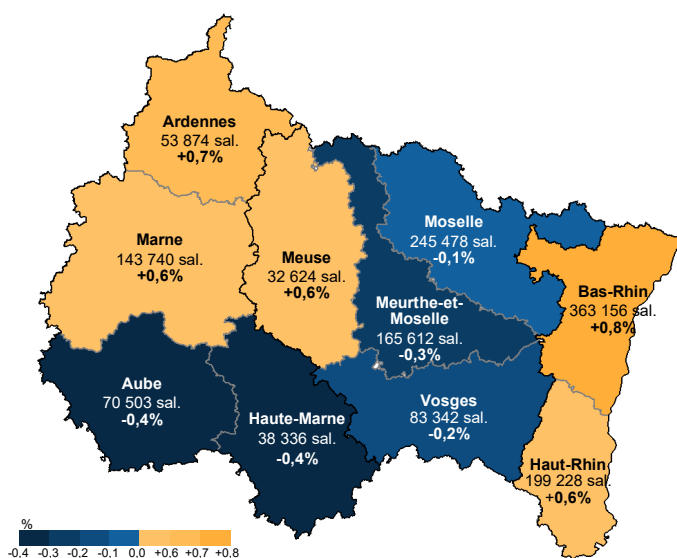 Ardennes
53 874 sal.
+0,7%
Marne
143 740 sal.
+0,6%
Meuse
32 624 sal.
+0,6%
Moselle
245 478 sal.
-0,1%
Meurthe-et-
Moselle
165 612 sal.
-0,3%
Bas-Rhin
363 156 sal.
+0,8%
Aube
70 503 sal.
-0,4%
Haute-Marne
38 336 sal.
-0,4%
Vosges
83 342 sal.
-0,2%
Haut-Rhin
199 228 sal.
+0,6%
%
-0,4 -0,3 -0,2 -0,1 0.0 +0,6 +0,7 +0,8